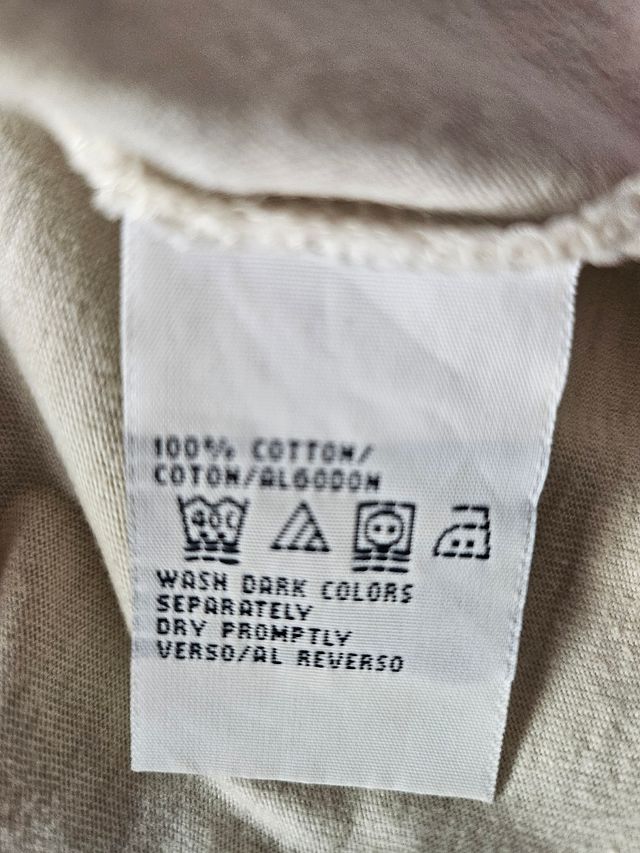 100% COTTON/
COTON/ALGODON
40C
WASH DARK COLORS
SEPARATELY
DRY PROMPTLY
VERSO/AL REVERSO